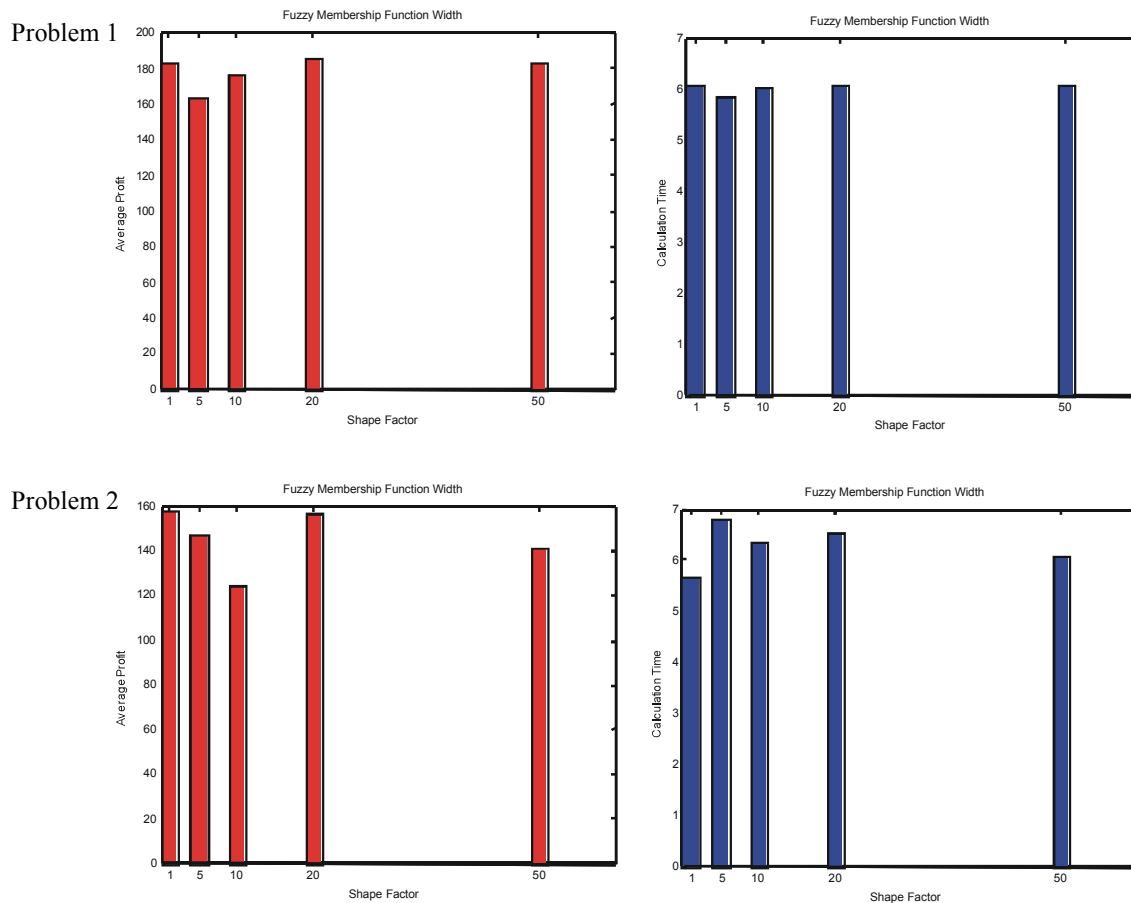 Problem 1
Fuzzy Membership Function Width
200
180
160
140
120
100
80
60
40
20
0
Average Profit
1 5 10 20 50
Shape Factor
Fuzzy Membership Function Width
7
6
5
4
3
2
1
0
Calculation Time
1 5 10 20 50
Shape Factor
Problem 2
Fuzzy Membership Function Width
160
140
120
100
80
60
40
20
0
Average Profit
1 5 10 20 50
Shape Factor
Fuzzy Membership Function Width
7
6
5
4
3
2
1
0
Calculation Time
1 5 10 20 50
Shape Factor